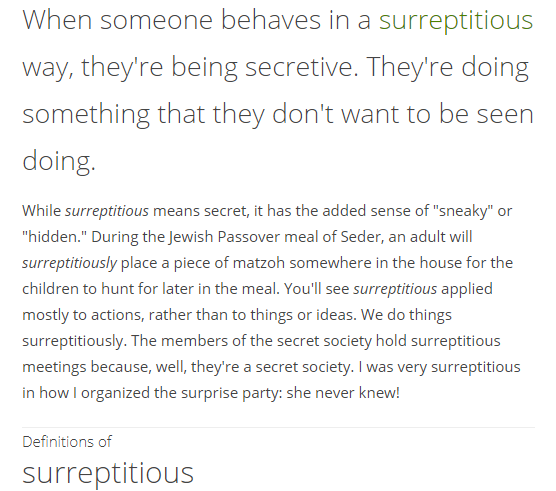 When someone behaves in a surreptitious
way, they're being secretive. They're doing
something that they don't want to be seen
doing.
While surreptitious means secret, it has the added sense of "sneaky" or
"hidden." During the Jewish Passover meal of Seder, an adult will
surreptitiously place a piece of matzoh somewhere in the house for the
children to hunt for later in the meal. You'll see surreptitious applied
mostly to actions, rather than to things or ideas. We do things
surreptitiously. The members of the secret society hold surreptitious
meetings because, well, they're a secret society. I was very surreptitious
in how I organized the surprise party: she never knew!
Definitions of
surreptitious